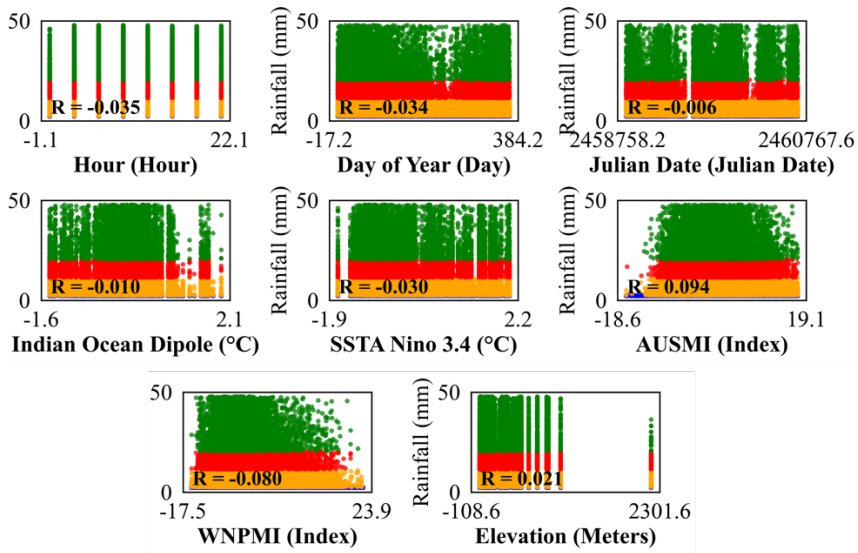 50
0
R = -0.035
-1.1 22.1
Hour (Hour)
Rainfall (mm)
50
0
R = -0.034
-17.2 384.2
Day of Year (Day)
Rainfall (mm)
50
0
R = -0.006
2458758.2 2460767.6
Julian Date (Julian Date)
50
0
R = -0.010
-1.6 2.1
Indian Ocean Dipole (°C)
Rainfall (mm)
50
0
R = -0.030
-1.9 2.2
SSTA Nino 3.4 (°C)
Rainfall (mm)
50
0
R = 0.094
-18.6 19.1
AUSMI (Index)
50
0
R = -0.080
-17.5 23.9
WNPMI (Index)
Rainfall (mm)
50
0
R = 0.021
-108.6 2301.6
Elevation (Meters)